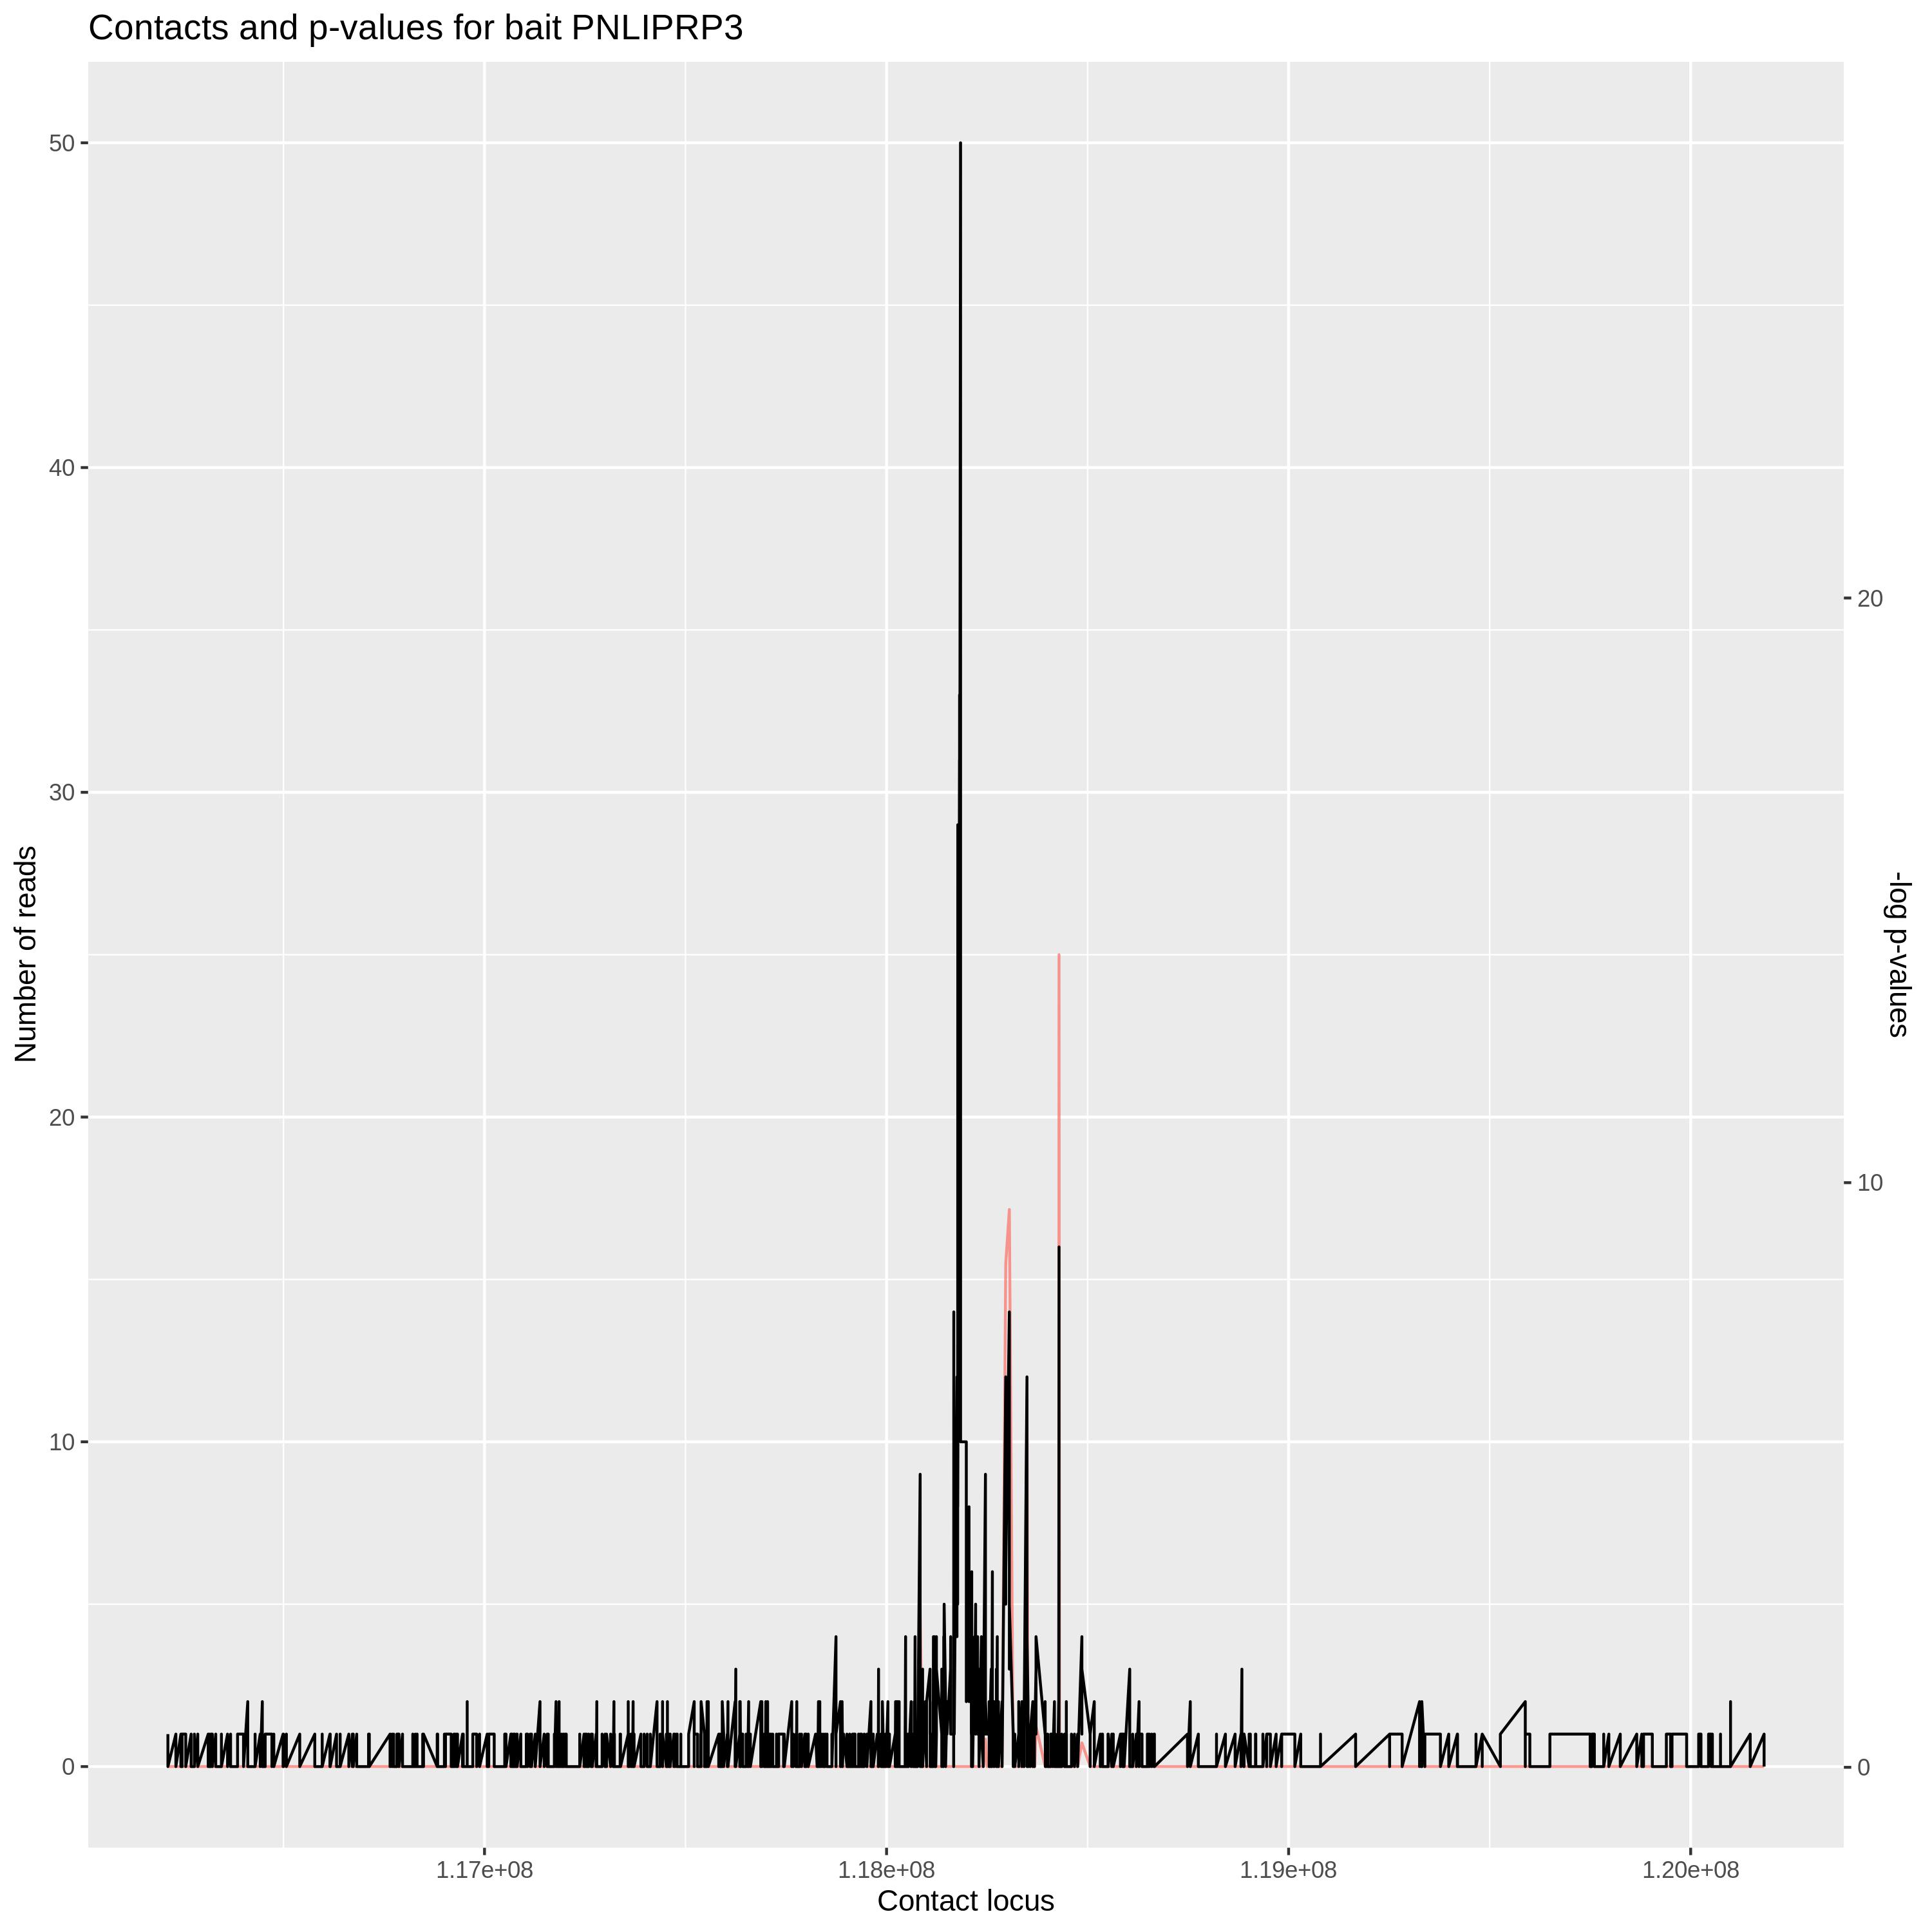 Contacts and p-values for bait PNLIPRP3
50
40
30
20
10
0
Number of reads
20
10
0
-log p-values
1.17e+08 1.18e+08 1.19e+08 1.20e+08
Contact locus